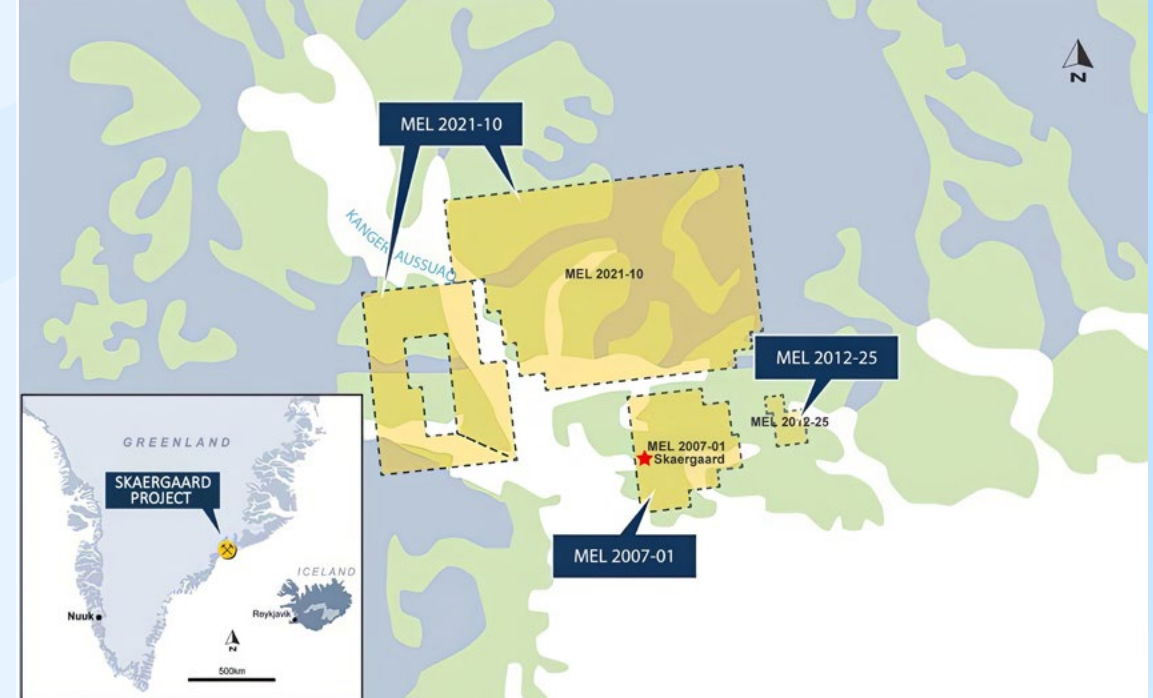 N
MEL 2021-10
KANGERLAUSSUAQ
MEL 2021-10
MEL 2012-25
MEL 2012-25
MEL 2007-01
Skaergaard
MEL 2007-01
GREENLAND
SKAERGAARD
PROJECT
ICELAND
Reykjavik
Nuuk
N
500km